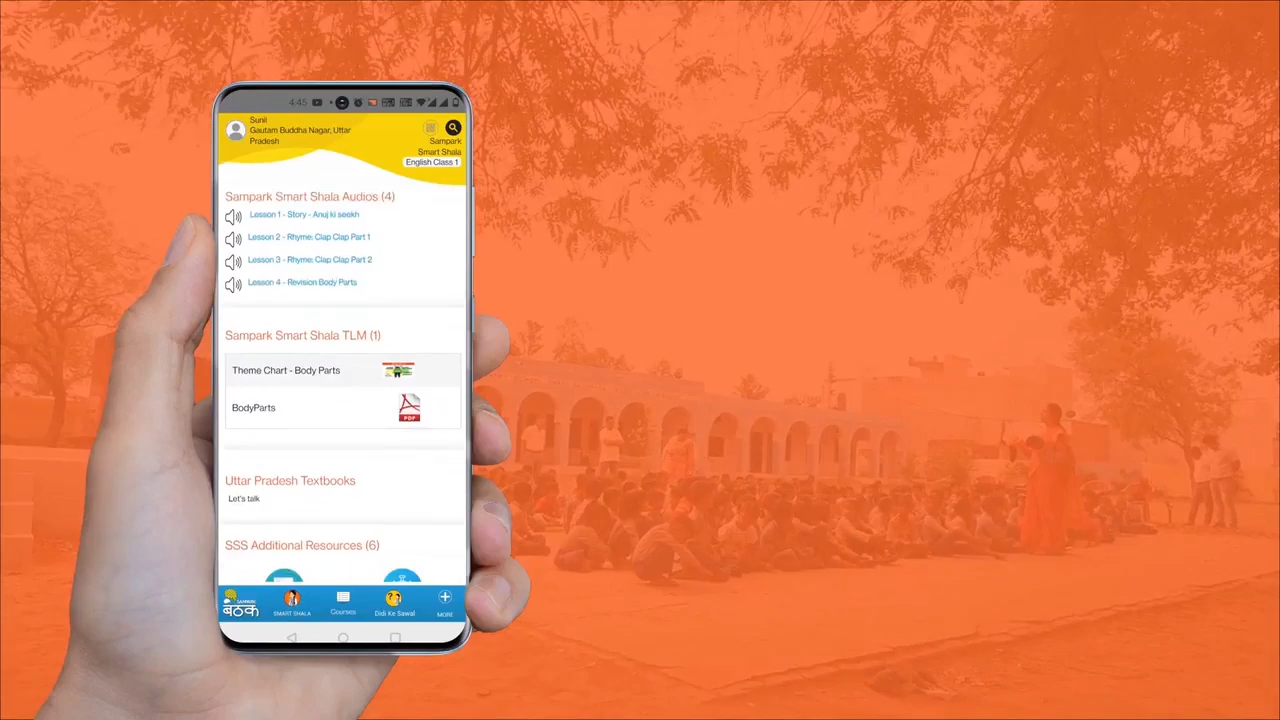 4:45
Sunil
Gautam Buddha Nagar, Uttar
Pradesh
Sampark
Smart Shala
English Class 1
Sampark Smart Shala Audios (4)
Lesson 1 - Story - Anuj ki seekh
Lesson 2 - Rhyme: Clap Clap Part 1
Lesson 3 - Rhyme: Clap Clap Part 2
Lesson 4 - Revision Body Parts
Sampark Smart Shala TLM (1)
Theme Chart - Body Parts
BodyParts
PDF
Uttar Pradesh Textbooks
Let's talk
SSS Additional Resources (6)
SAMPARK
बैठक
SMART SHALA
Courses
Didi Ke Sawal
MORE